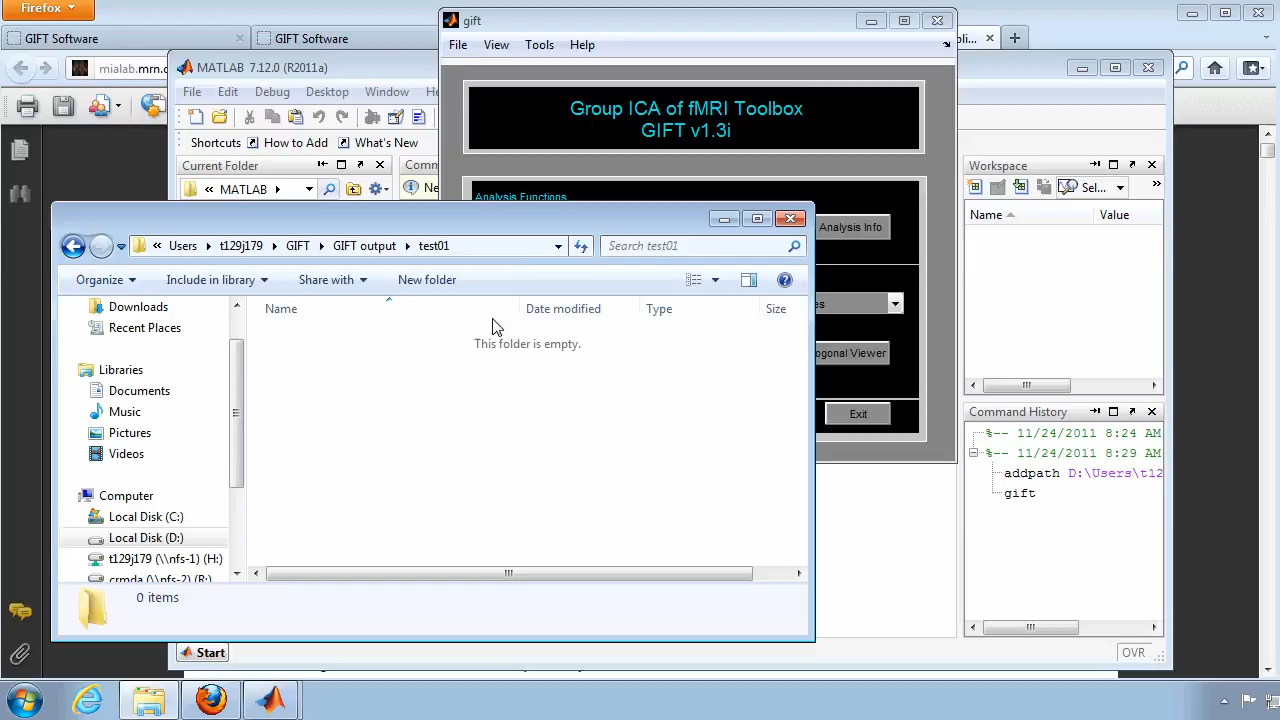 Firefox
gift
GIFT Software
GIFT Software
File View Tools Help
mialab.mrn.
MATLAB 7.12.0 (R2011a)
File Edit Debug Desktop Window
Group ICA of fMRI Toolbox
GIFT v1.3i
Shortcuts How to Add What's New
Current Folder
Workspace
« MATLAB
Analysis Functions
Sel...
Name Value
Analysis Info
« Users t129j179 GIFT GIFT output test01
Search test01
Organize Include in library Share with New folder
Downloads
Recent Places
Name Date modified Type Size
This folder is empty.
Libraries
Documents
Music
Pictures
Videos
ogonal Viewer
Exit
Command History
%-- 11/24/2011 8:24 AM
%-- 11/24/2011 8:29 AM
addpath D:\Users\t12
gift
Computer
Local Disk (C:)
Local Disk (D:)
t129j179 (\\nfs-1) (H:)
crmda (\\nfs-2) (R:)
0 items
Start
OVR